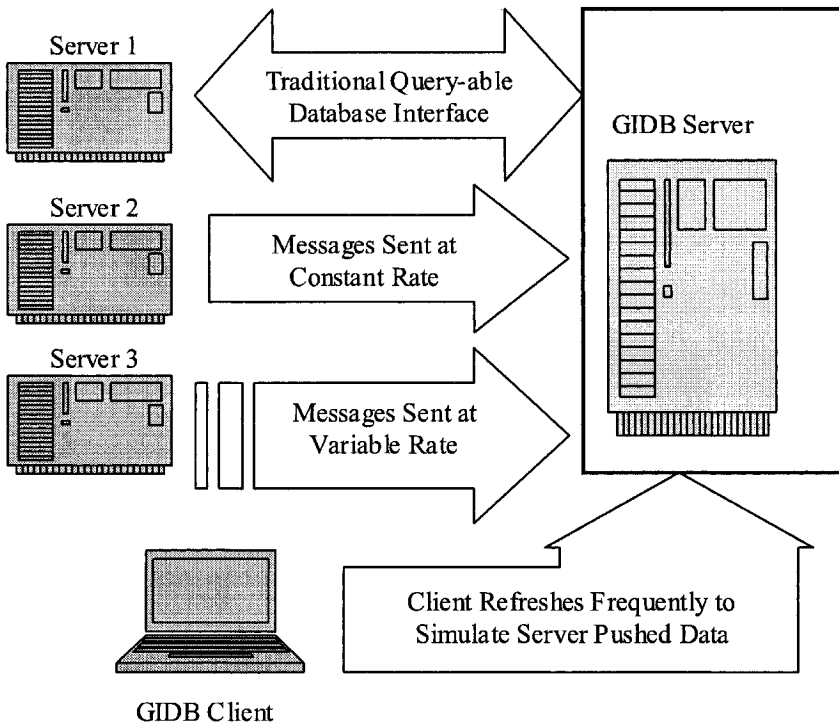 Server 1
Traditional Query-able
Database Interface
GIDB Server
Server 2
Messages Sent at
Constant Rate
Server 3
Messages Sent at
Variable Rate
Client Refreshes Frequently to
Simulate Server Pushed Data
GIDB Client